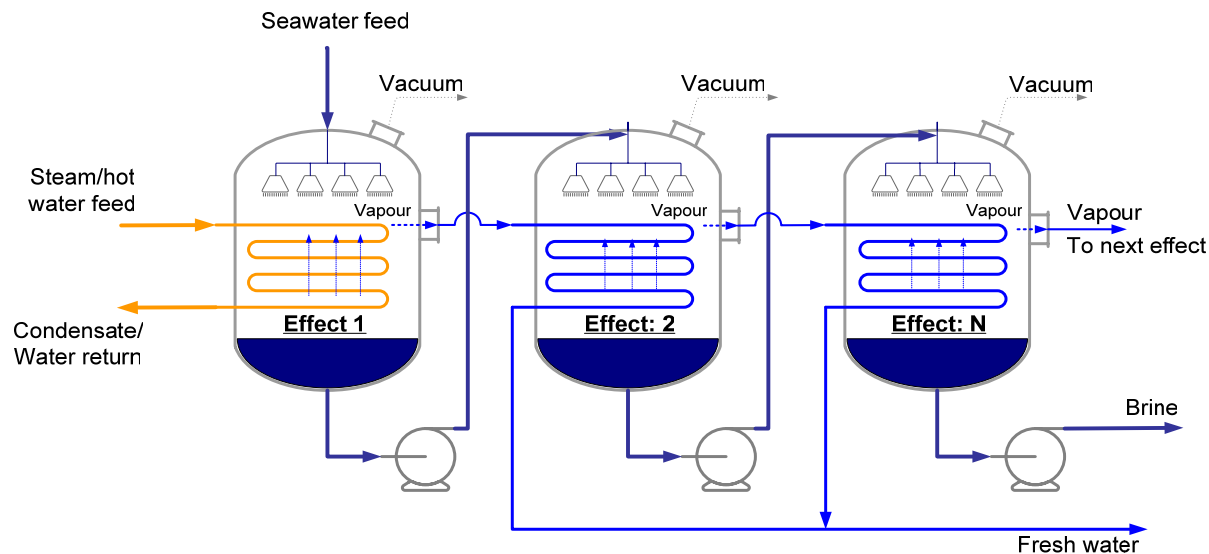 Seawater feed
Vacuum
Vacuum
Vacuum
Steam/hot
water feed
Vapour
Vapour
Vapour
Vapour
To next effect
Condensate/
Water return
Effect 1
Effect: 2
Effect: N
Brine
Fresh water